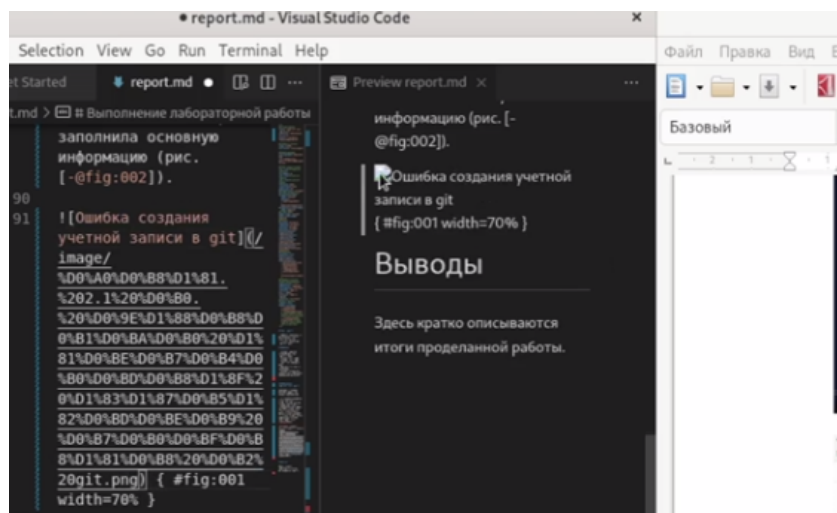 ● report.md - Visual Studio Code
×
Selection View Go Run Terminal Help
et Started
report.md ●
Preview report.md ×
t.md > # Выполнение лабораторной работы
заполнила основную
информацию (рис.
[-@fig:002]).
90
91 ![Ошибка создания
учетной записи в git](/
image/
%D0%A0%D0%B8%D1%81.
%202.1%20%D0%B0.
%20%D0%9E%D1%88%D0%B8%D
0%B1%D0%BA%D0%B0%20%D1%
81%D0%BE%D0%B7%D0%B4%D0
%B0%D0%BD%D0%B8%D1%8F%2
0%D1%83%D1%87%D0%B5%D1%
82%D0%BD%D0%BE%D0%B9%20
%D0%B7%D0%B0%D0%BF%D0%B
8%D1%81%D0%B8%20%D0%B2%
20git.png) { #fig:001
width=70% }
информацию (рис. [-
@fig:002]).
Ошибка создания учетной
записи в git
{ #fig:001 width=70% }
Выводы
Здесь кратко описываются
итоги проделанной работы.
Файл Правка Вид
Базовый
2 1 1